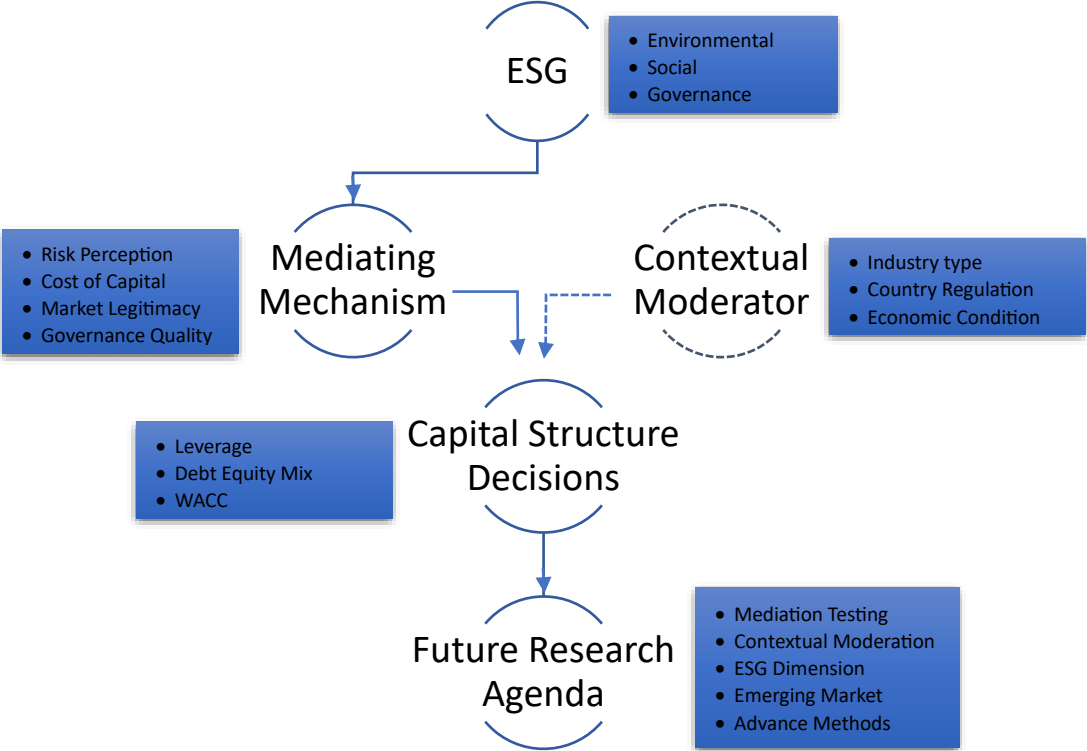 ESG
• Environmental
• Social
• Governance
Mediating
Mechanism
• Risk Perception
• Cost of Capital
• Market Legitimacy
• Governance Quality
Contextual
Moderator
• Industry type
• Country Regulation
• Economic Condition
Capital Structure
Decisions
• Leverage
• Debt Equity Mix
• WACC
Future Research
Agenda
• Mediation Testing
• Contextual Moderation
• ESG Dimension
• Emerging Market
• Advance Methods